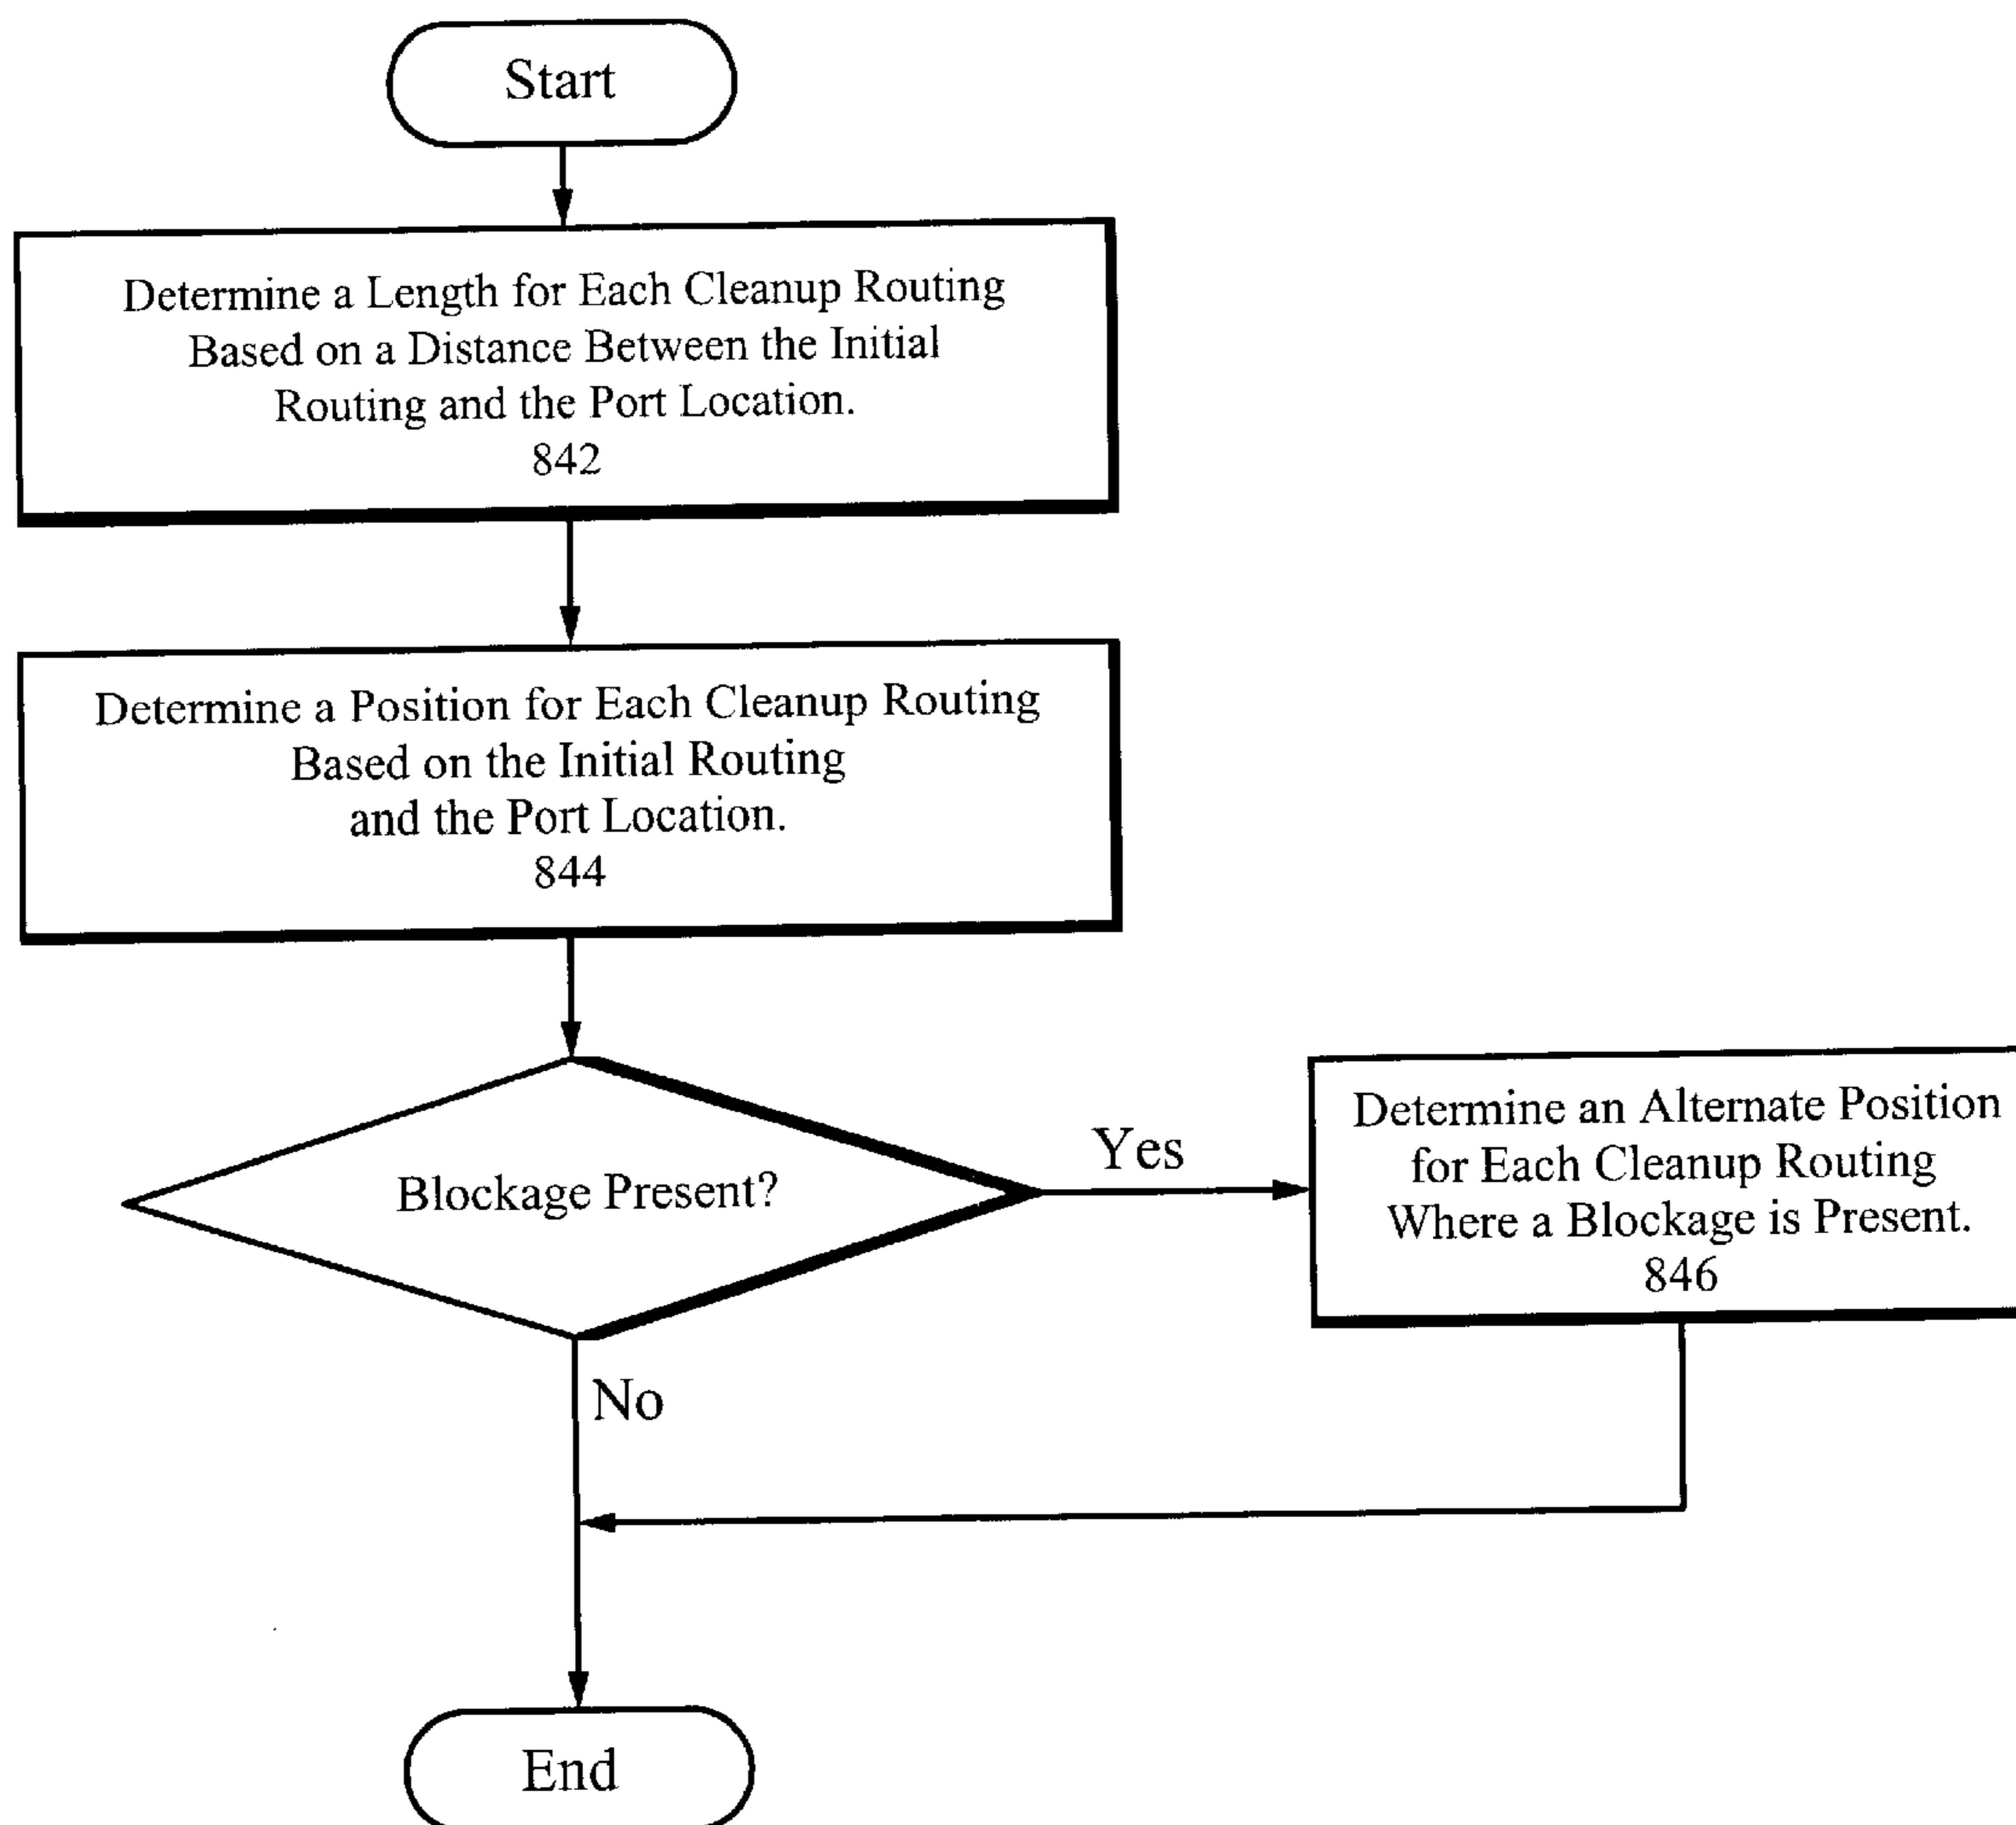 Start
Determine a Length for Each Cleanup Routing
Based on a Distance Between the Initial
Routing and the Port Location.
842
Determine a Position for Each Cleanup Routing
Based on the Initial Routing
and the Port Location.
844
Blockage Present?
Yes
Determine an Alternate Position
for Each Cleanup Routing
Where a Blockage is Present.
846
No
End